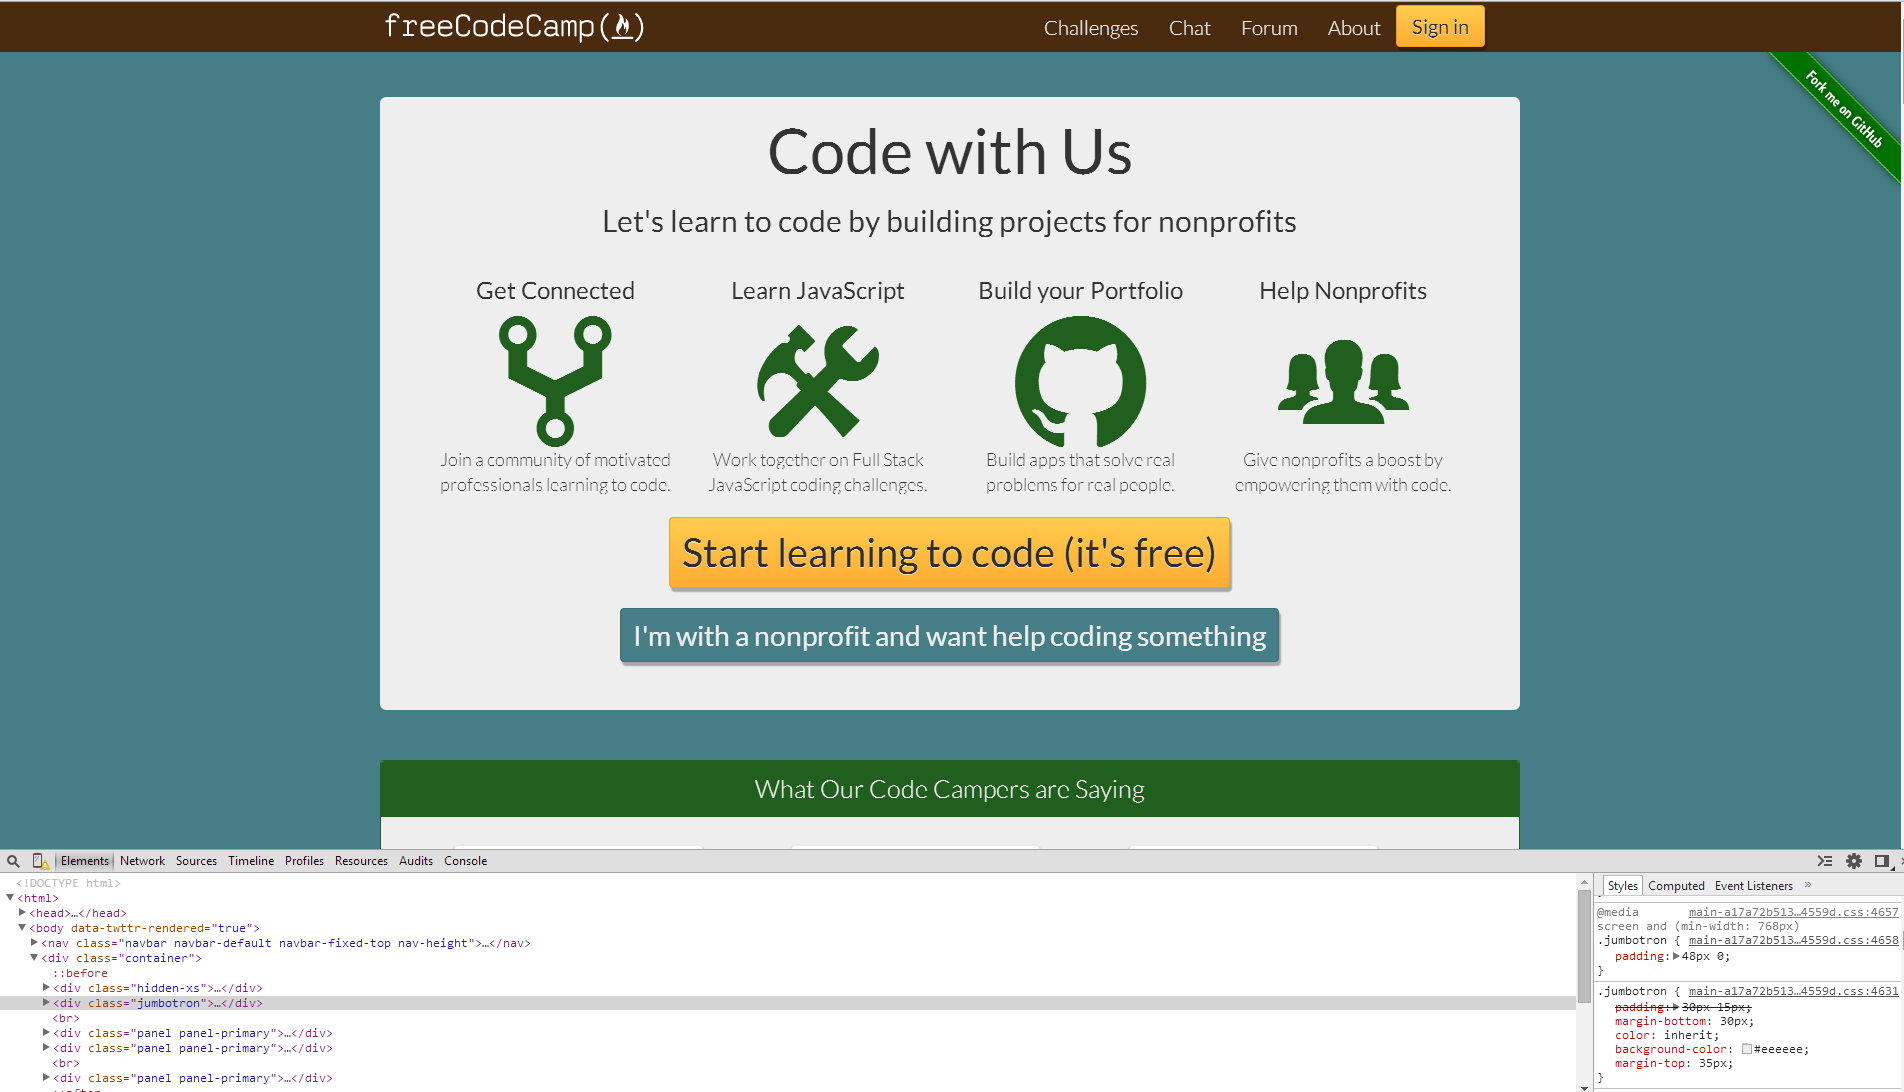 freeCodeCamp(
)
Challenges Chat Forum About Sign in
Fork me on GitHub
Code with Us
Let's learn to code by building projects for nonprofits
Get Connected
Join a community of motivated
professionals learning to code.
Learn JavaScript
Work together on Full Stack
JavaScript coding challenges.
Build your Portfolio
Build apps that solve real
problems for real people.
Help Nonprofits
Give nonprofits a boost by
empowering them with code.
Start learning to code (it's free)
I'm with a nonprofit and want help coding something
What Our Code Campers are Saying
Elements Network Sources Timeline Profiles Resources Audits Console
<!DOCTYPE html>
<html>
<head>…</head>
<body data-twttr-rendered="true">
<nav class="navbar navbar-default navbar-fixed-top nav-height">…</nav>
<div class="container">
::before
<div class="hidden-xs">…</div>
<div class="jumbotron">…</div>
<br>
<div class="panel panel-primary">…</div>
<div class="panel panel-primary">…</div>
<br>
<div class="panel panel-primary">…</div>
Styles Computed Event Listeners »
@media main-a17a72b513…4559d.css:4657
screen and (min-width: 768px)
.jumbotron { main-a17a72b513…4559d.css:4658
padding: 48px 0;
}
.jumbotron { main-a17a72b513…4559d.css:4631
padding: 30px 15px;
margin-bottom: 30px;
color: inherit;
background-color: #eeeeee;
margin-top: 35px;
}